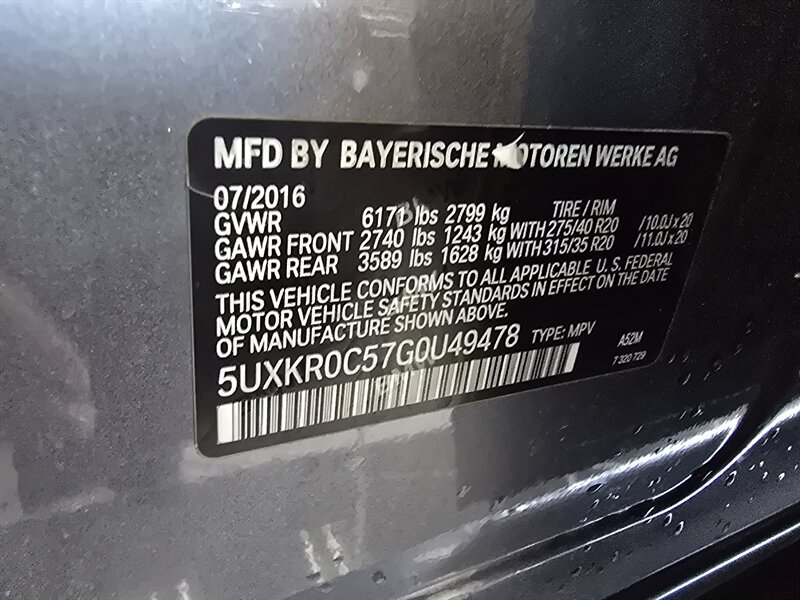 MFD BY BAYERISCHE MOTOREN WERKE AG
07/2016
GVWR 6171 lbs 2799 kg TIRE / RIM
GAWR FRONT 2740 lbs 1243 kg WITH 275/40 R20 /10.0J x 20
GAWR REAR 3589 lbs 1628 kg WITH 315/35 R20 /11.0J x 20
THIS VEHICLE CONFORMS TO ALL APPLICABLE U. S. FEDERAL
MOTOR VEHICLE SAFETY STANDARDS IN EFFECT ON THE DATE
OF MANUFACTURE SHOWN ABOVE.
5UXKR0C57G0U49478 TYPE: MPV A52M
7 320 729